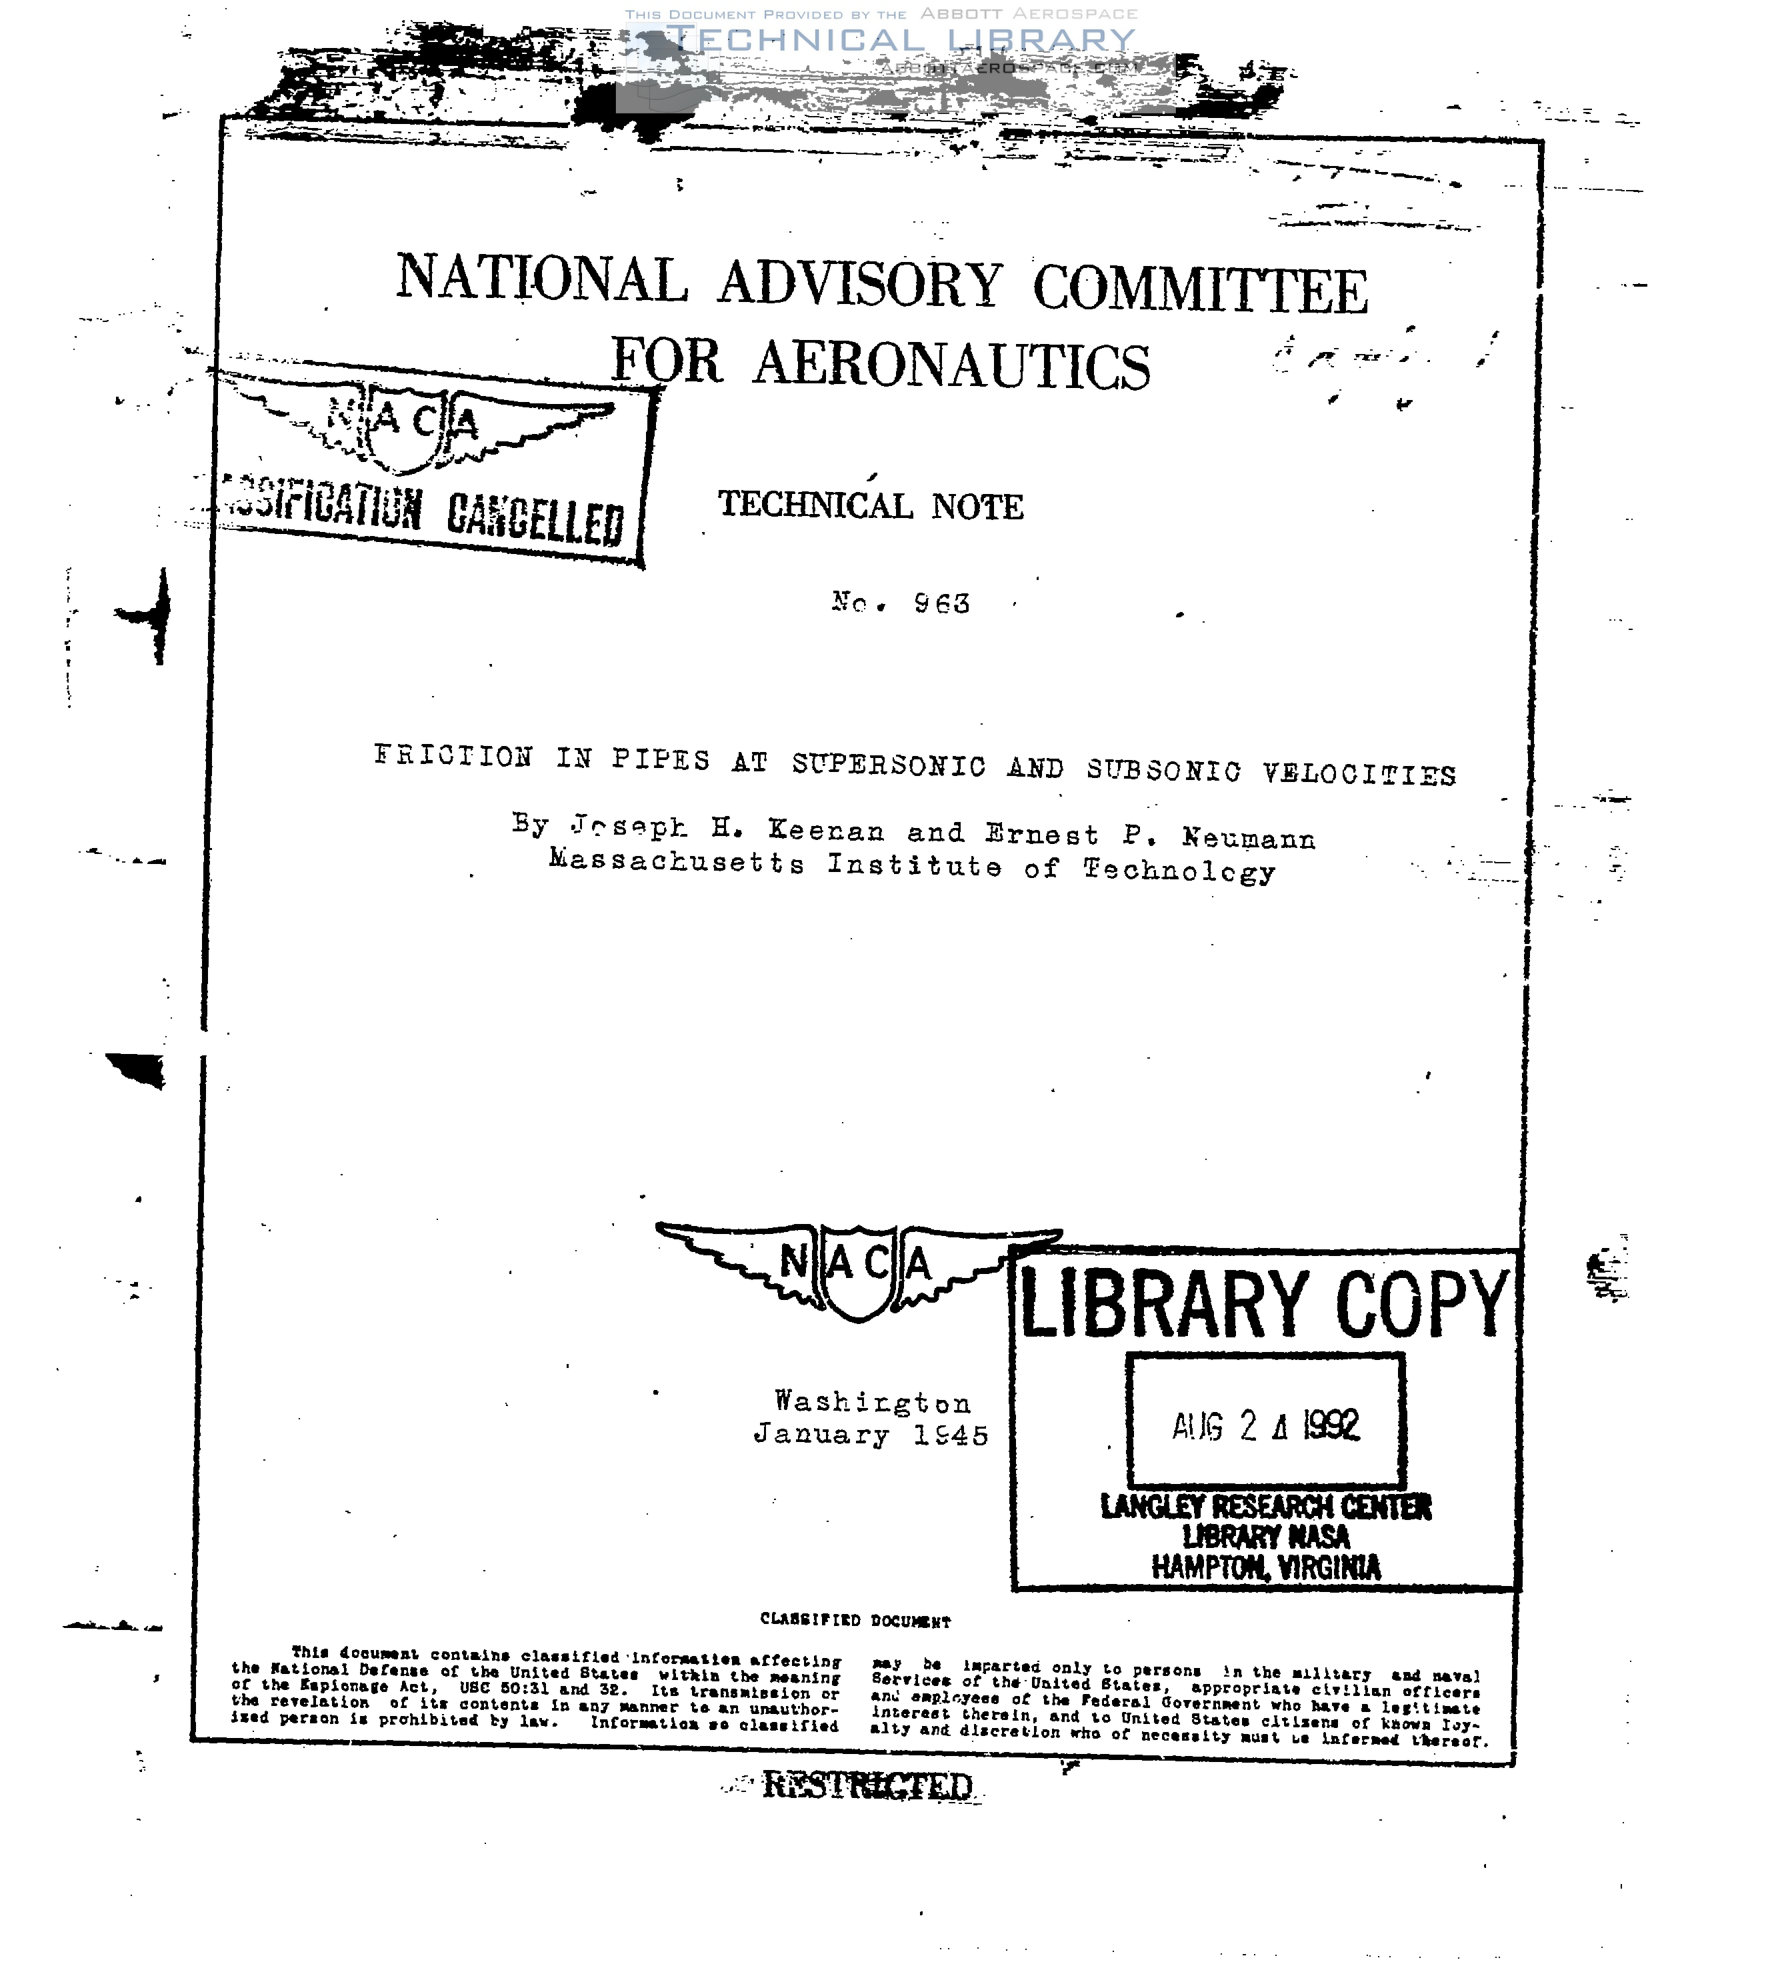 THIS DOCUMENT PROVIDED BY THE ABBOTT AEROSPACE
TECHNICAL LIBRARY
ABBOTTAEROSPACE.COM
NATIONAL ADVISORY COMMITTEE
FOR AERONAUTICS
N A C A
ASSIFICATION CANCELLED
TECHNICAL NOTE
No. 963
FRICTION IN PIPES AT SUPERSONIC AND SUBSONIC VELOCITIES
By Joseph H. Keenan and Ernest P. Neumann
Massachusetts Institute of Technology
N A C A
LIBRARY COPY
AUG 24 1992
LANGLEY RESEARCH CENTER
LIBRARY NASA
HAMPTON, VIRGINIA
Washington
January 1945
CLASSIFIED DOCUMENT
This document contains classified information affecting
the National Defense of the United States within the meaning
of the Espionage Act, USC 50:31 and 32. Its transmission or
the revelation of its contents in any manner to an unauthor-
ized person is prohibited by law. Information so classified
may be imparted only to persons in the military and naval
Services of the United States, appropriate civilian officers
and employees of the Federal Government who have a legitimate
interest therein, and to United States citizens of known loy-
alty and discretion who of necessity must be informed thereof.
RESTRICTED